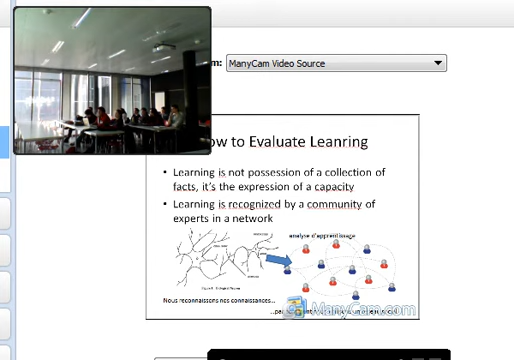 m:
ManyCam Video Source
ow to Evaluate Leanring
• Learning is not possession of a collection of
facts, it's the expression of a capacity
• Learning is recognized by a community of
experts in a network
analyse d'apprentissage
Nous reconnaissons nos connaissances...
ManyCam.com